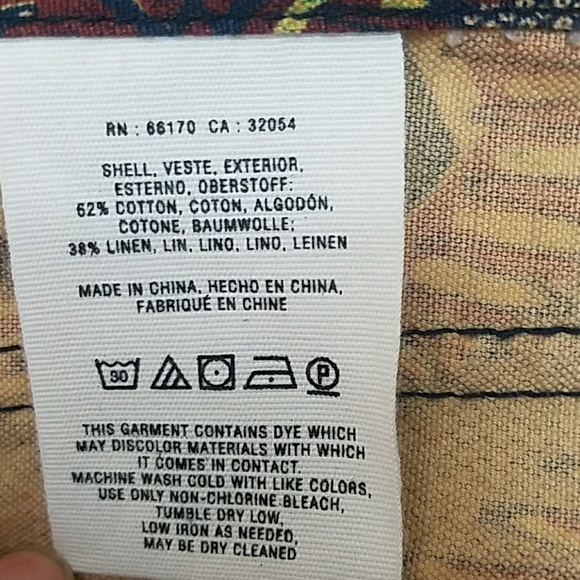 RN : 66170 CA : 32054
SHELL, VESTE, EXTERIOR,
ESTERNO, OBERSTOFF:
62% COTTON, COTON, ALGODÓN,
COTONE, BAUMWOLLE;
38% LINEN, LIN, LINO, LINO, LEINEN
MADE IN CHINA, HECHO EN CHINA,
FABRIQUÉ EN CHINE
30 P
THIS GARMENT CONTAINS DYE WHICH
MAY DISCOLOR MATERIALS WITH WHICH
IT COMES IN CONTACT.
MACHINE WASH COLD WITH LIKE COLORS,
USE ONLY NON-CHLORINE BLEACH,
TUMBLE DRY LOW,
LOW IRON AS NEEDED,
MAY BE DRY CLEANED